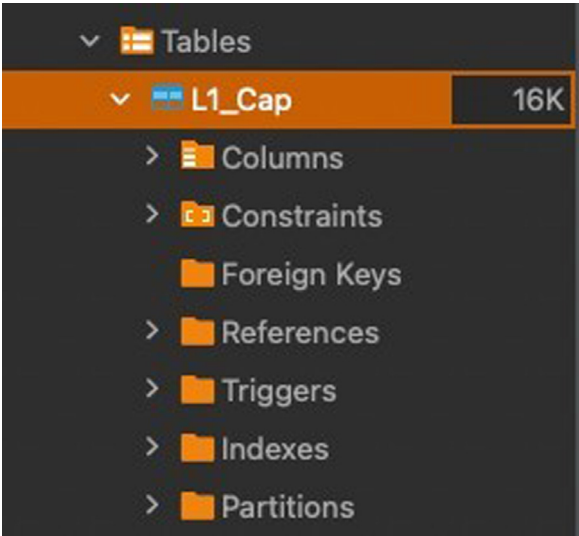 Tables
L1_Cap 16K
Columns
Constraints
Foreign Keys
References
Triggers
Indexes
Partitions